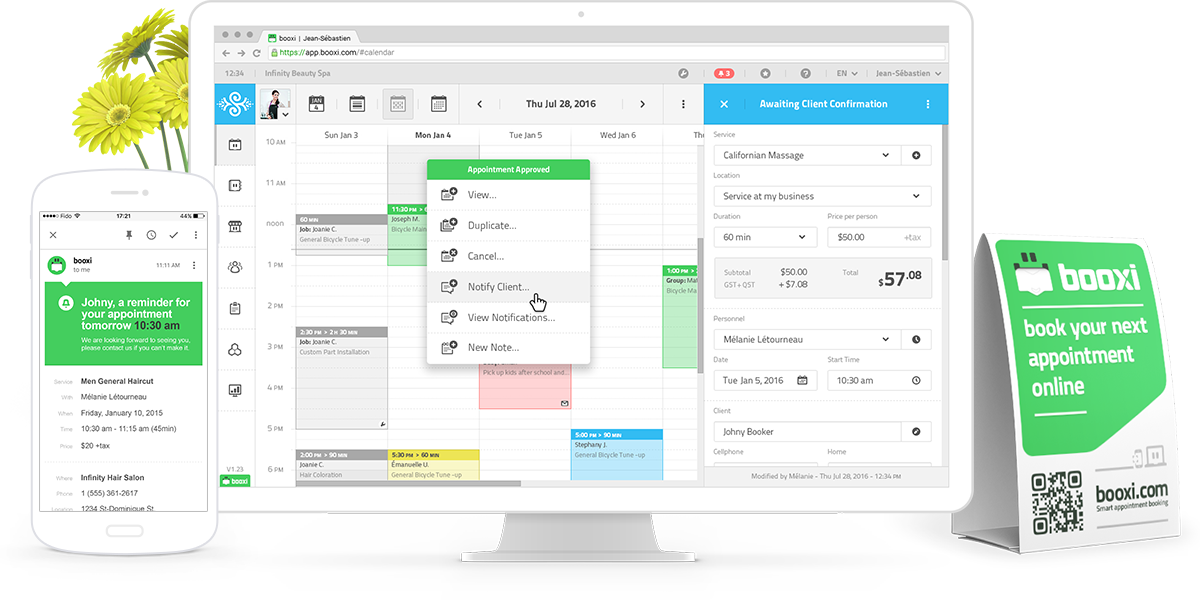 booxi | Jean-Sébastien
https://app.booxi.com/#calendar
12:34
Infinity Beauty Spa
3
EN
Jean-Sébastien
JAN
4
Thu Jul 28, 2016
Awaiting Client Confirmation
Sun Jan 3
Mon Jan 4
Tue Jan 5
Wed Jan 6
Th
10 AM
11 AM
noon
1 PM
2 PM
3 PM
4 PM
5 PM
6 PM
60 MIN
Job: Joanie C.
General Bicycle Tune -up
11:30 PM > 6
Joseph M.
Bicycle Main
Appointment Approved
View...
Duplicate...
Cancel...
Notify Client...
View Notifications...
New Note...
1:00 PM >
Group: Mat
Bicycle Ma
2:30 PM > 2 H 30 MIN
Job: Joanie C.
Custom Part Installation
Pick up kids after school and...
5:00 PM > 90 MIN
Stephany J.
General Bicycle Tune -up
2:00 PM > 90 MIN
Joanie C.
Hair Coloration
5:30 PM > 60 MIN
Émanuelle U.
General Bicycle Tune -up
V1.23
booxi
Service
Californian Massage
Location
Service at my business
Duration
Price per person
60 min
$50.00
+tax
Subtotal
$50.00
Total
$57.08
GST+ QST
+ $7.08
Personnel
Mélanie Létourneau
Date
Start Time
Tue Jan 5, 2016
10:30 am
Client
Johny Booker
Cellphone
Home
Modified by Mélanie - Thu Jul 28, 2016 - 12:34 PM
Fido
17:21
44%
booxi
to me
11:11 AM
Johny, a reminder for
your appointment
tomorrow 10:30 am
We are looking forward to seeing you,
please contact us if you can't make it.
Service Men General Haircut
With Mélanie Létourneau
When Friday, January 10, 2015
Time 10:30 am - 11:15 am (45min)
Price $20 +tax
Where Infinity Hair Salon
Phone 1 (555) 361-2617
Location 1234 St-Dominique St.
booxi
book your next
appointment
online
booxi.com
Smart appointment booking